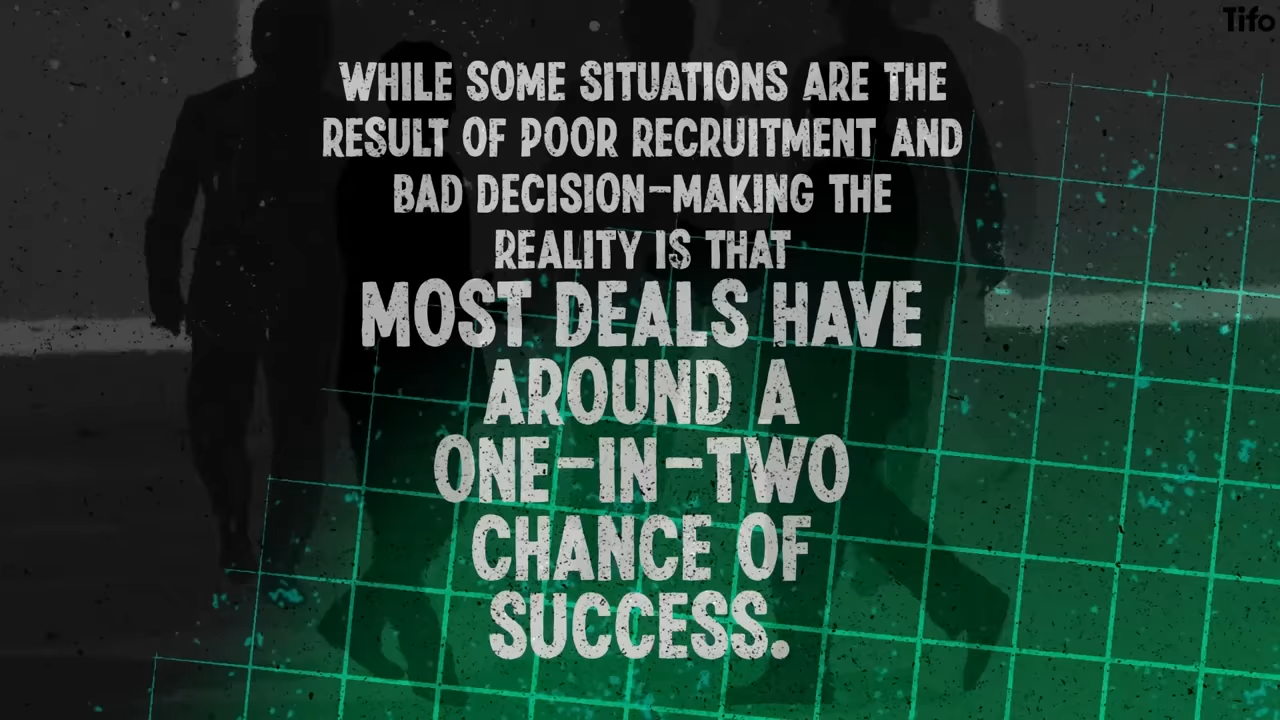 Tifo
WHILE SOME SITUATIONS ARE THE
RESULT OF POOR RECRUITMENT AND
BAD DECISION-MAKING THE
REALITY IS THAT
MOST DEALS HAVE
AROUND A
ONE-IN-TWO
CHANCE OF
SUCCESS.